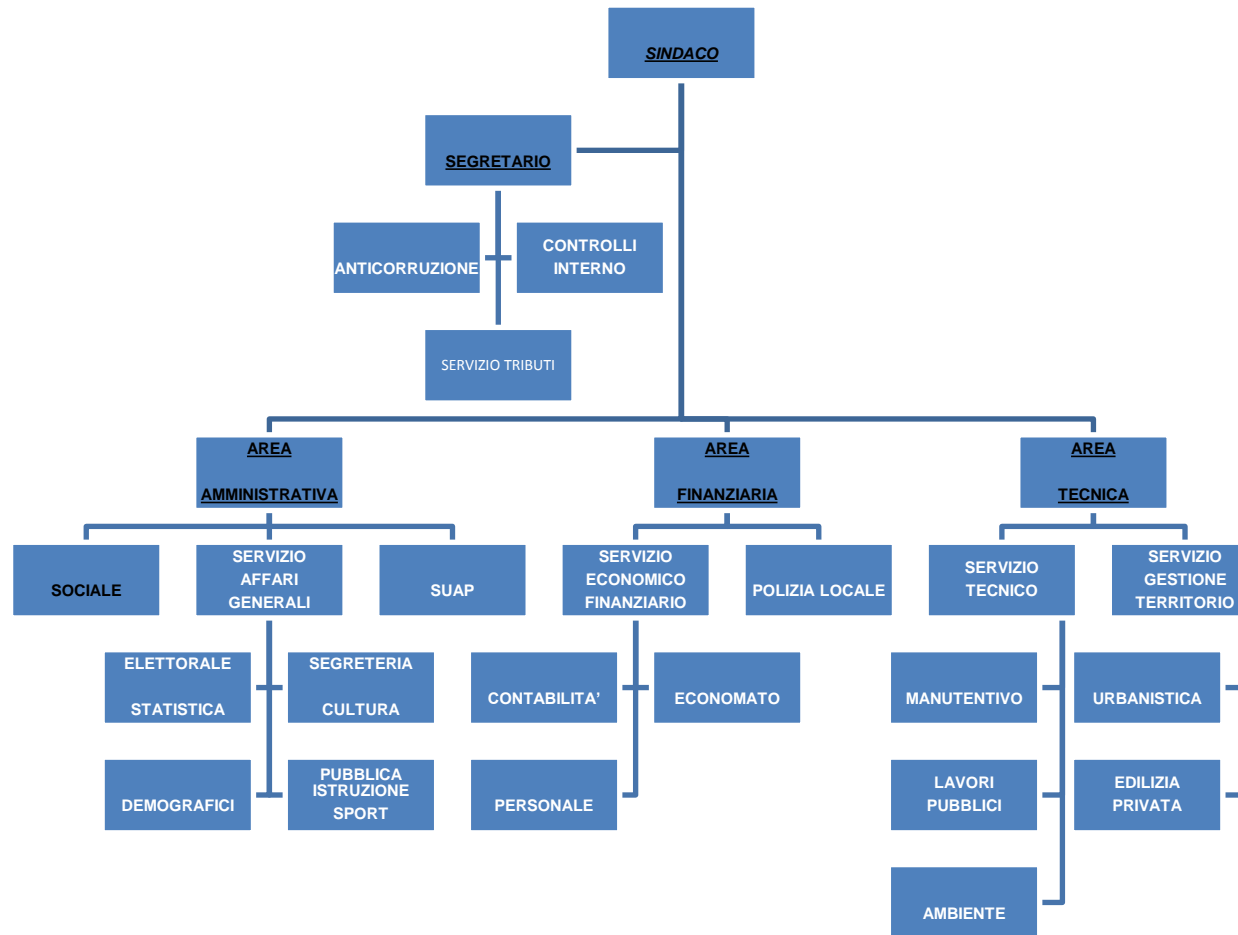 SINDACO
SEGRETARIO
ANTICORRUZIONE
CONTROLLI
INTERNO
SERVIZIO TRIBUTI
AREA
AMMINISTRATIVA
AREA
FINANZIARIA
AREA
TECNICA
SOCIALE
SERVIZIO
AFFARI
GENERALI
SUAP
SERVIZIO
ECONOMICO
FINANZIARIO
POLIZIA LOCALE
SERVIZIO
TECNICO
SERVIZIO
GESTIONE
TERRITORIO
ELETTORALE
STATISTICA
SEGRETERIA
CULTURA
CONTABILITA’
ECONOMATO
MANUTENTIVO
URBANISTICA
DEMOGRAFICI
PUBBLICA
ISTRUZIONE
SPORT
PERSONALE
LAVORI
PUBBLICI
EDILIZIA
PRIVATA
AMBIENTE